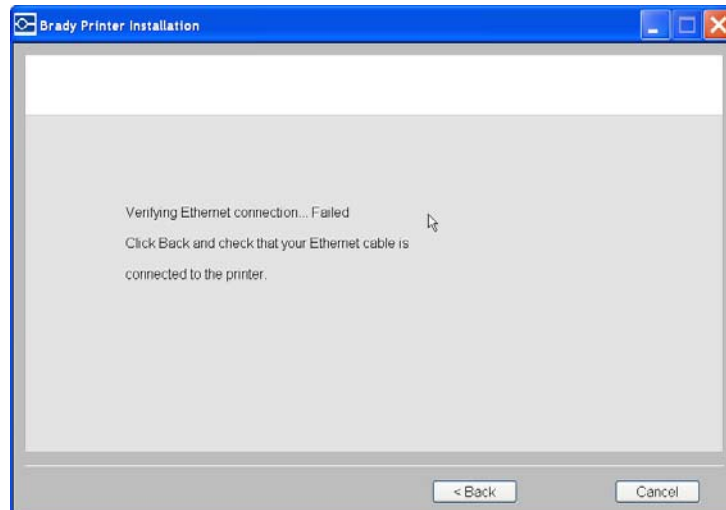 Brady Printer Installation
Verifying Ethernet connection... Failed
Click Back and check that your Ethernet cable is
connected to the printer.
< Back
Cancel